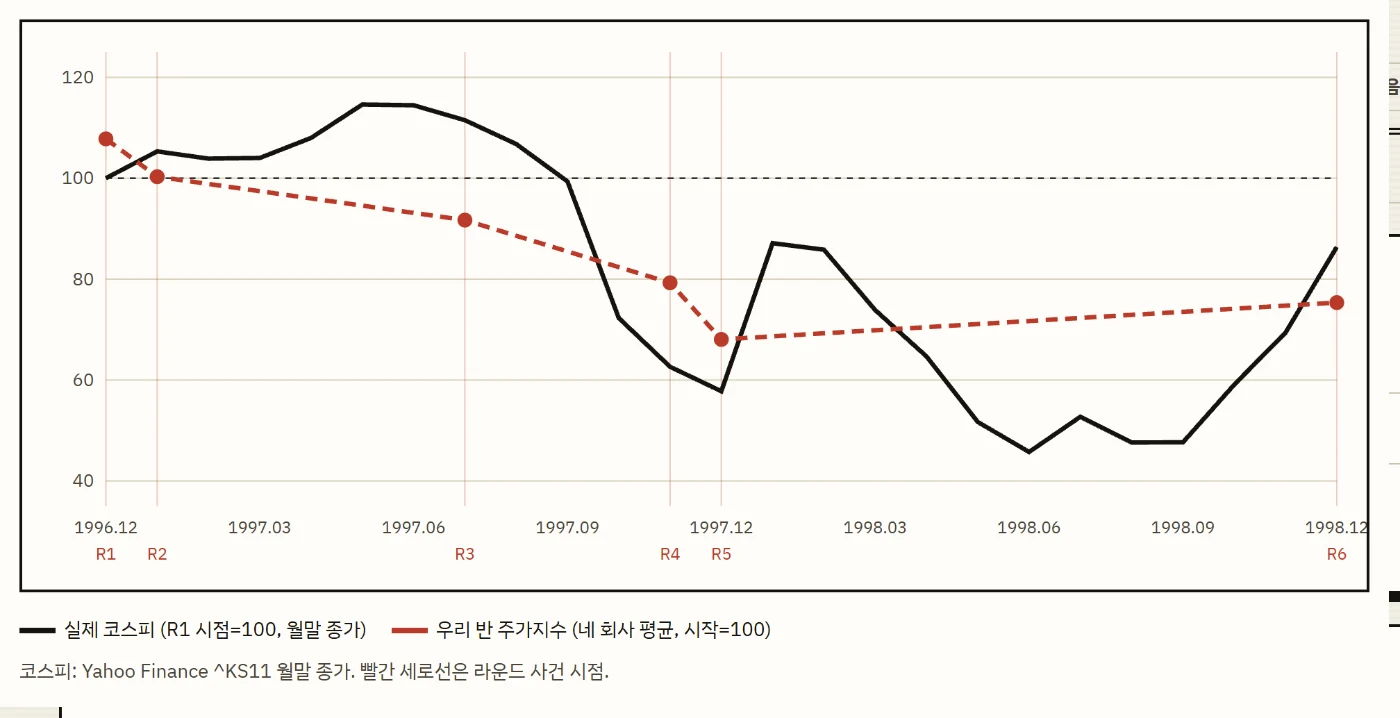 120
100
80
60
40
1996.12 1997.03 1997.06 1997.09 1997.12 1998.03 1998.06 1998.09 1998.12
R1 R2 R3 R4 R5 R6
실제 코스피 (R1 시점=100, 월말 종가) 우리 반 주가지수 (네 회사 평균, 시작=100)
코스피: Yahoo Finance ^KS11 월말 종가. 빨간 세로선은 라운드 사건 시점.